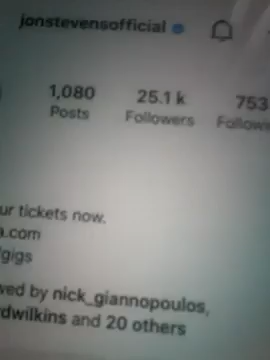 jonstevensofficial
1,080 25.1 k 753
Posts Followers
ur tickets now.
a.com
gigs
wed by nick_giannopoulos,
dwilkins and 20 others